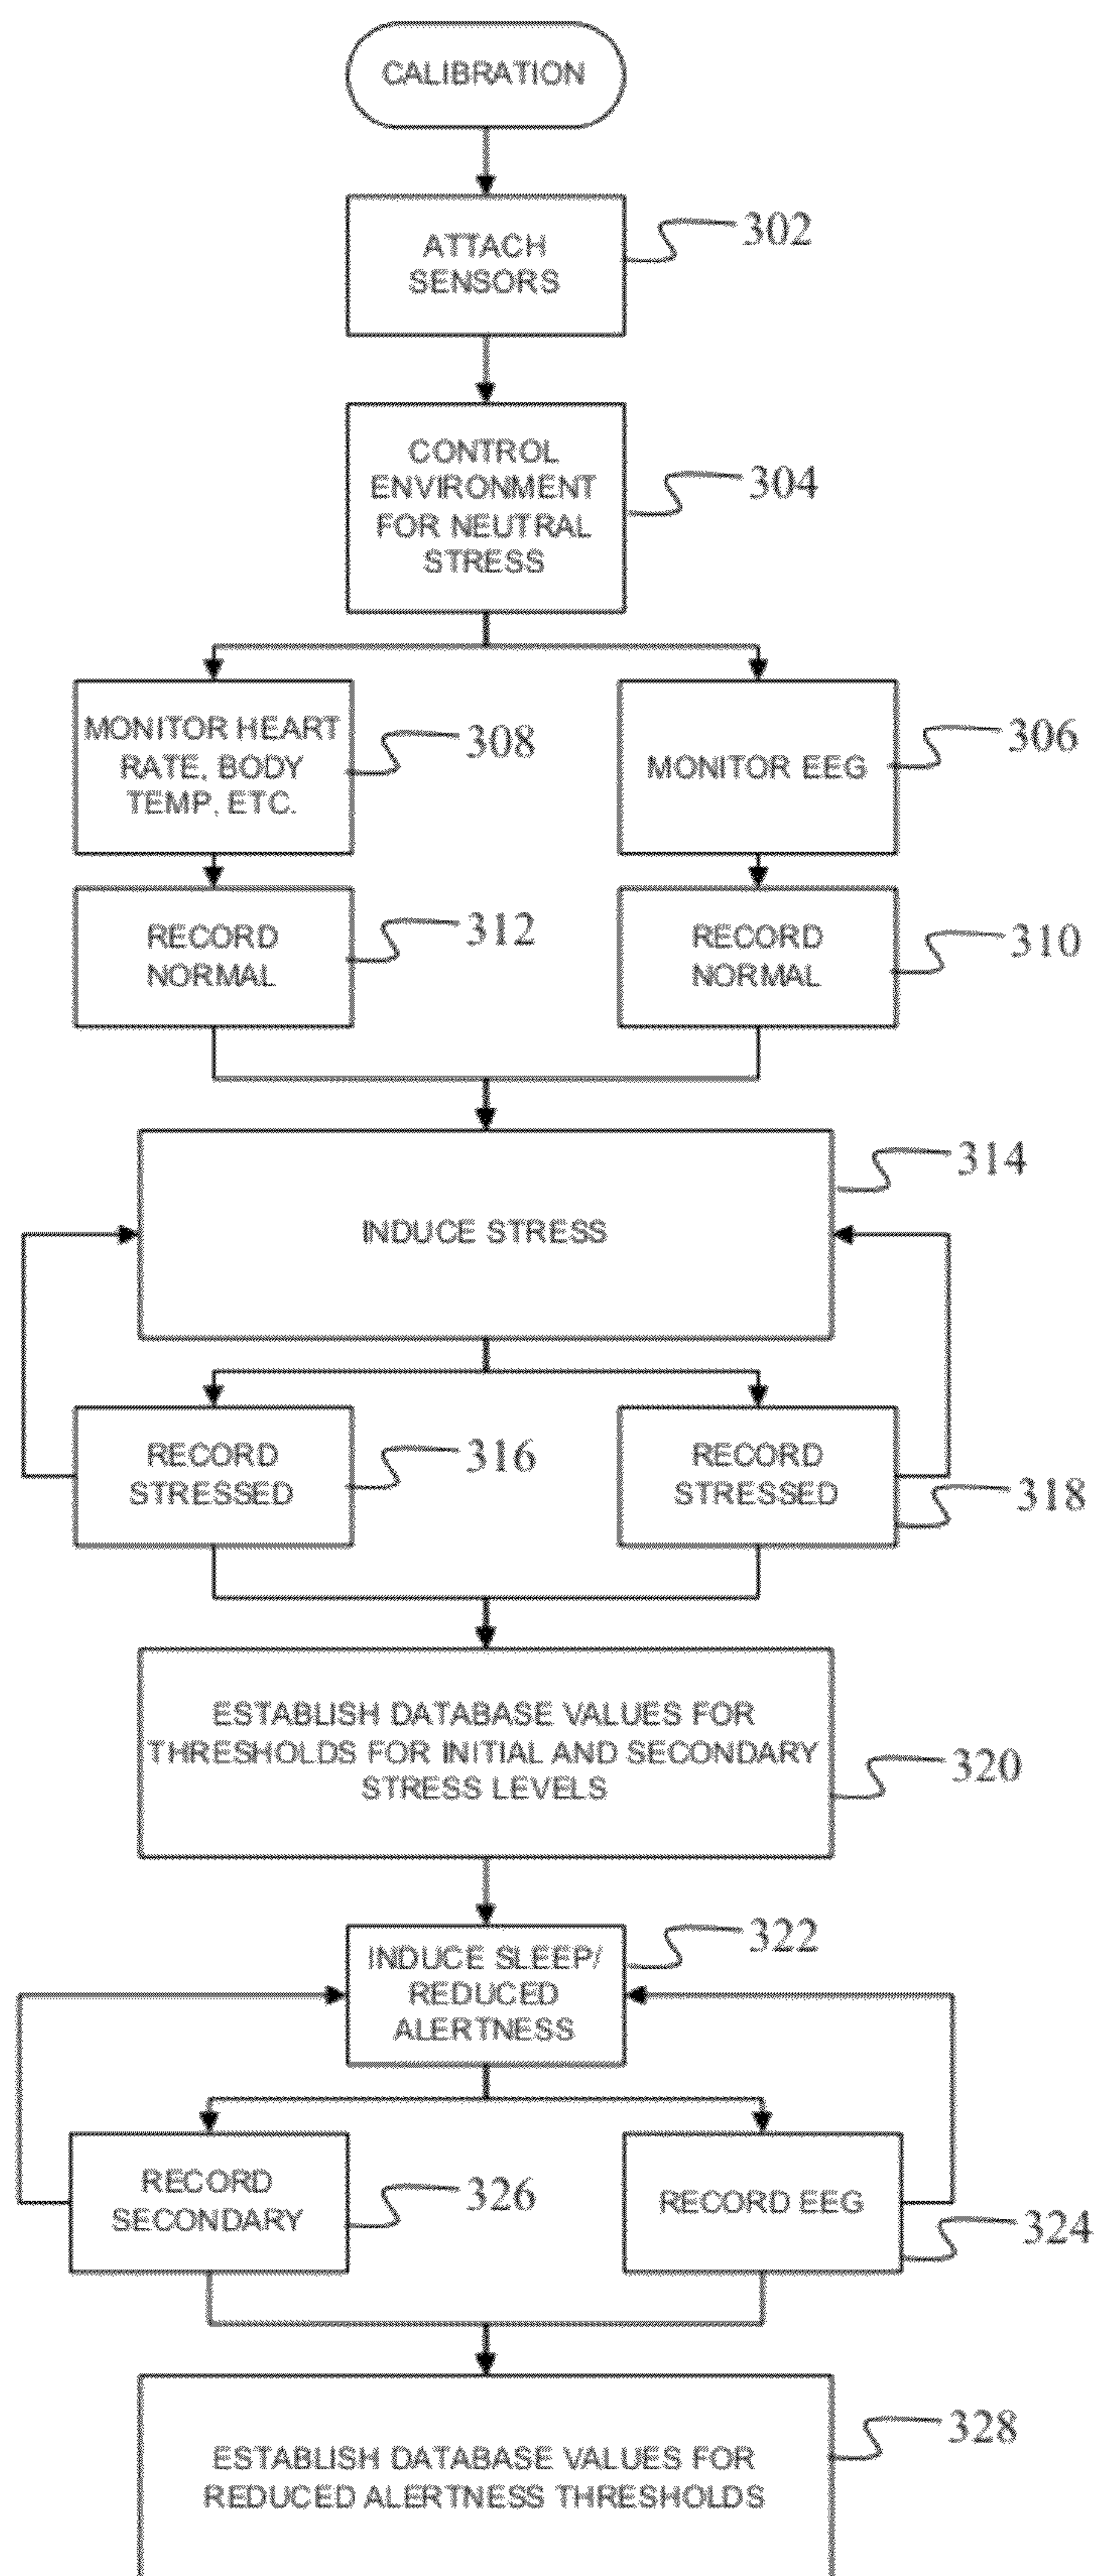 CALIBRATION
ATTACH
SENSORS
302
CONTROL
ENVIRONMENT
FOR NEUTRAL
STRESS
304
MONITOR HEART
RATE, BODY
TEMP, ETC.
308
MONITOR EEG
306
RECORD
NORMAL
312
RECORD
NORMAL
310
INDUCE STRESS
314
RECORD
STRESSED
316
RECORD
STRESSED
318
ESTABLISH DATABASE VALUES FOR
THRESHOLDS FOR INITIAL AND SECONDARY
STRESS LEVELS
320
INDUCE SLEEP/
REDUCED
ALERTNESS
322
RECORD
SECONDARY
326
RECORD EEG
324
ESTABLISH DATABASE VALUES FOR
REDUCED ALERTNESS THRESHOLDS
328